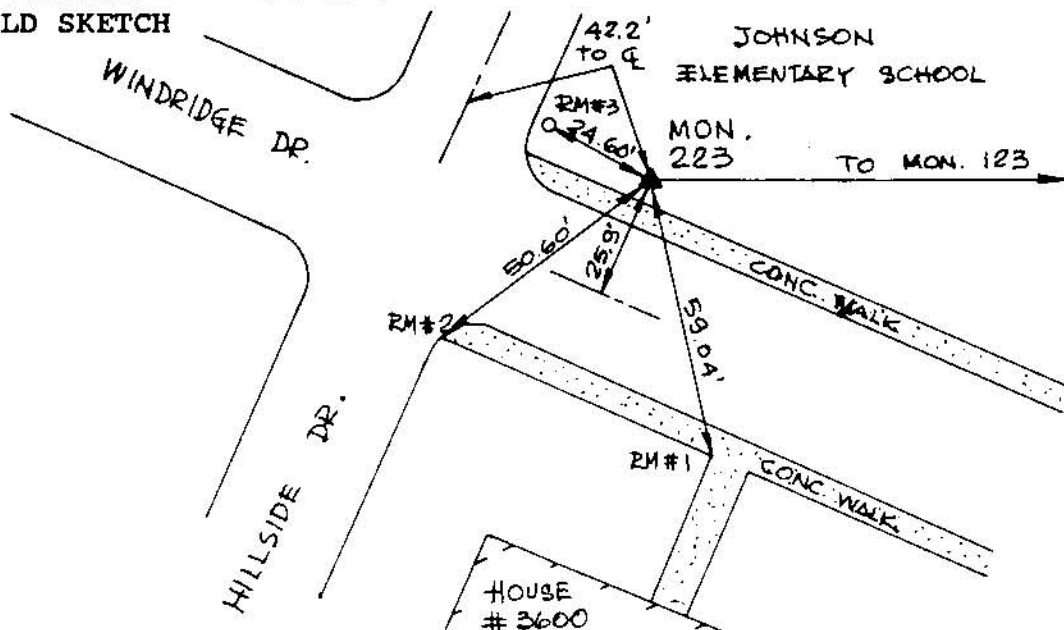 LD SKETCH
42.2'
TO ℄
JOHNSON
ELEMENTARY SCHOOL
WINDRIDGE DR.
RM#3
24.60'
MON.
223
TO MON. 123
50.60'
25.9'
CONC. WALK
59.04'
RM#2
RM#1
CONC. WALK
HILLSIDE DR.
HOUSE
# 3600